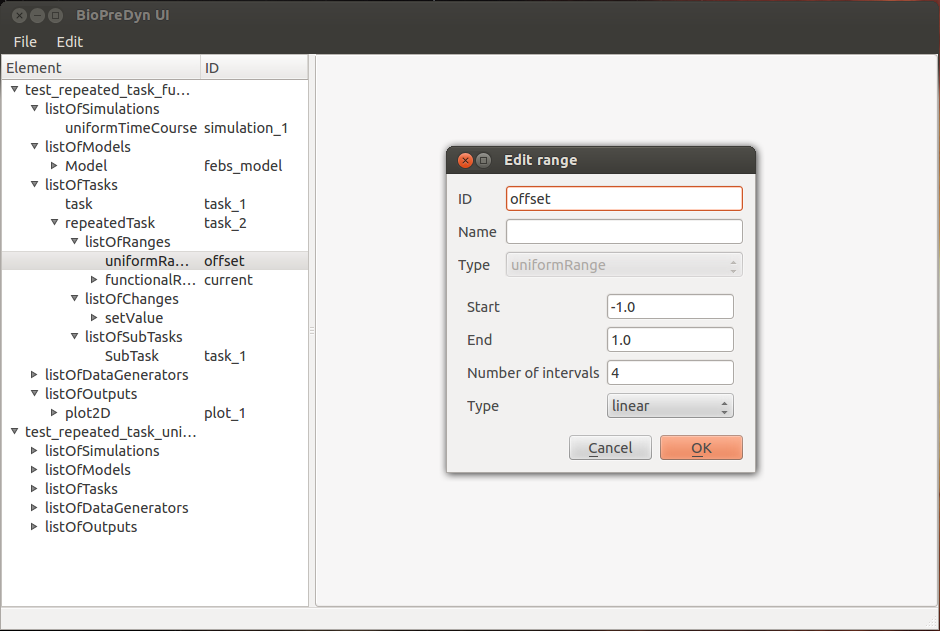 BioPreDyn UI
File Edit
Element ID
test_repeated_task_fu...
listOfSimulations
uniformTimeCourse simulation_1
listOfModels
Model febs_model
listOfTasks
task task_1
repeatedTask task_2
listOfRanges
uniformRa... offset
functionalR... current
listOfChanges
setValue
listOfSubTasks
SubTask task_1
listOfDataGenerators
listOfOutputs
plot2D plot_1
test_repeated_task_uni...
listOfSimulations
listOfModels
listOfTasks
listOfDataGenerators
listOfOutputs
Edit range
ID offset
Name
Type uniformRange
Start -1.0
End 1.0
Number of intervals 4
Type linear
Cancel OK